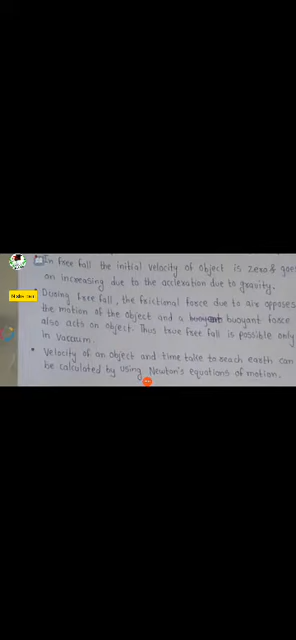 In free fall the initial velocity of object is zero & goes
on increasing due to the accleration due to gravity.
During free fall, the frictional force due to air opposes
the motion of the object and a buoyant buoyant force
also acts on object. Thus true free fall is possible only
in vacuum.
* Velocity of an object and time take to reach earth can
be calculated by using Newton's equations of motion.